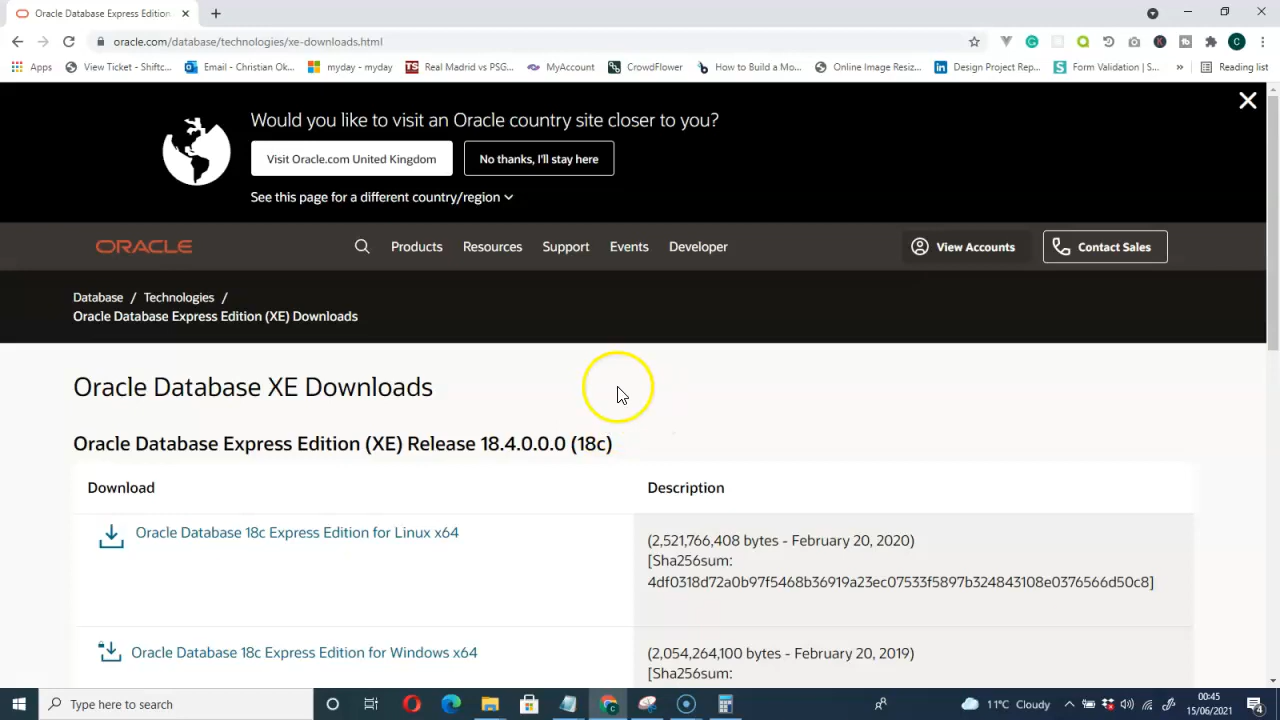 Oracle Database Express Edition
oracle.com/database/technologies/xe-downloads.html
Apps
View Ticket - Shiftc...
Email - Christian Ok...
myday - myday
Real Madrid vs PSG...
MyAccount
CrowdFlower
How to Build a Mo...
Online Image Resiz...
Design Project Rep...
Form Validation | S...
»
Reading list
Would you like to visit an Oracle country site closer to you?
Visit Oracle.com United Kingdom
No thanks, I'll stay here
See this page for a different country/region
ORACLE
Products
Resources
Support
Events
Developer
View Accounts
Contact Sales
Database / Technologies /
Oracle Database Express Edition (XE) Downloads
Oracle Database XE Downloads
Oracle Database Express Edition (XE) Release 18.4.0.0.0 (18c)
Download
Description
Oracle Database 18c Express Edition for Linux x64
(2,521,766,408 bytes - February 20, 2020)
[Sha256sum:
4df0318d72a0b97f5468b36919a23ec07533f5897b324843108e0376566d50c8]
Oracle Database 18c Express Edition for Windows x64
(2,054,264,100 bytes - February 20, 2019)
[Sha256sum:
Type here to search
11°C Cloudy
00:45
15/06/2021
4